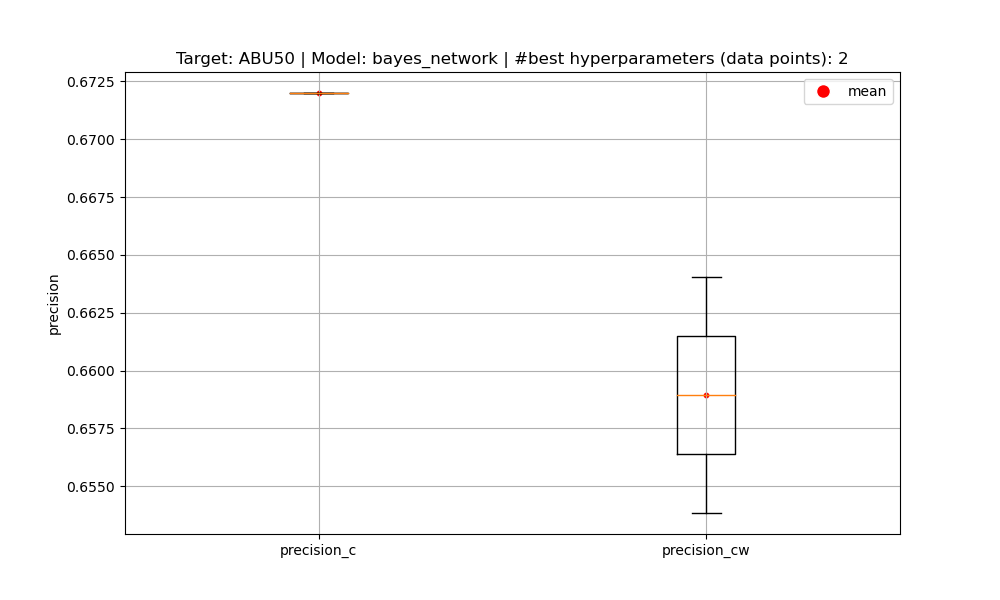 Target: ABU50 | Model: bayes_network | #best hyperparameters (data points): 2
mean
0.6725
0.6700
0.6675
0.6650
0.6625
0.6600
0.6575
0.6550
precision
precision_c
precision_cw